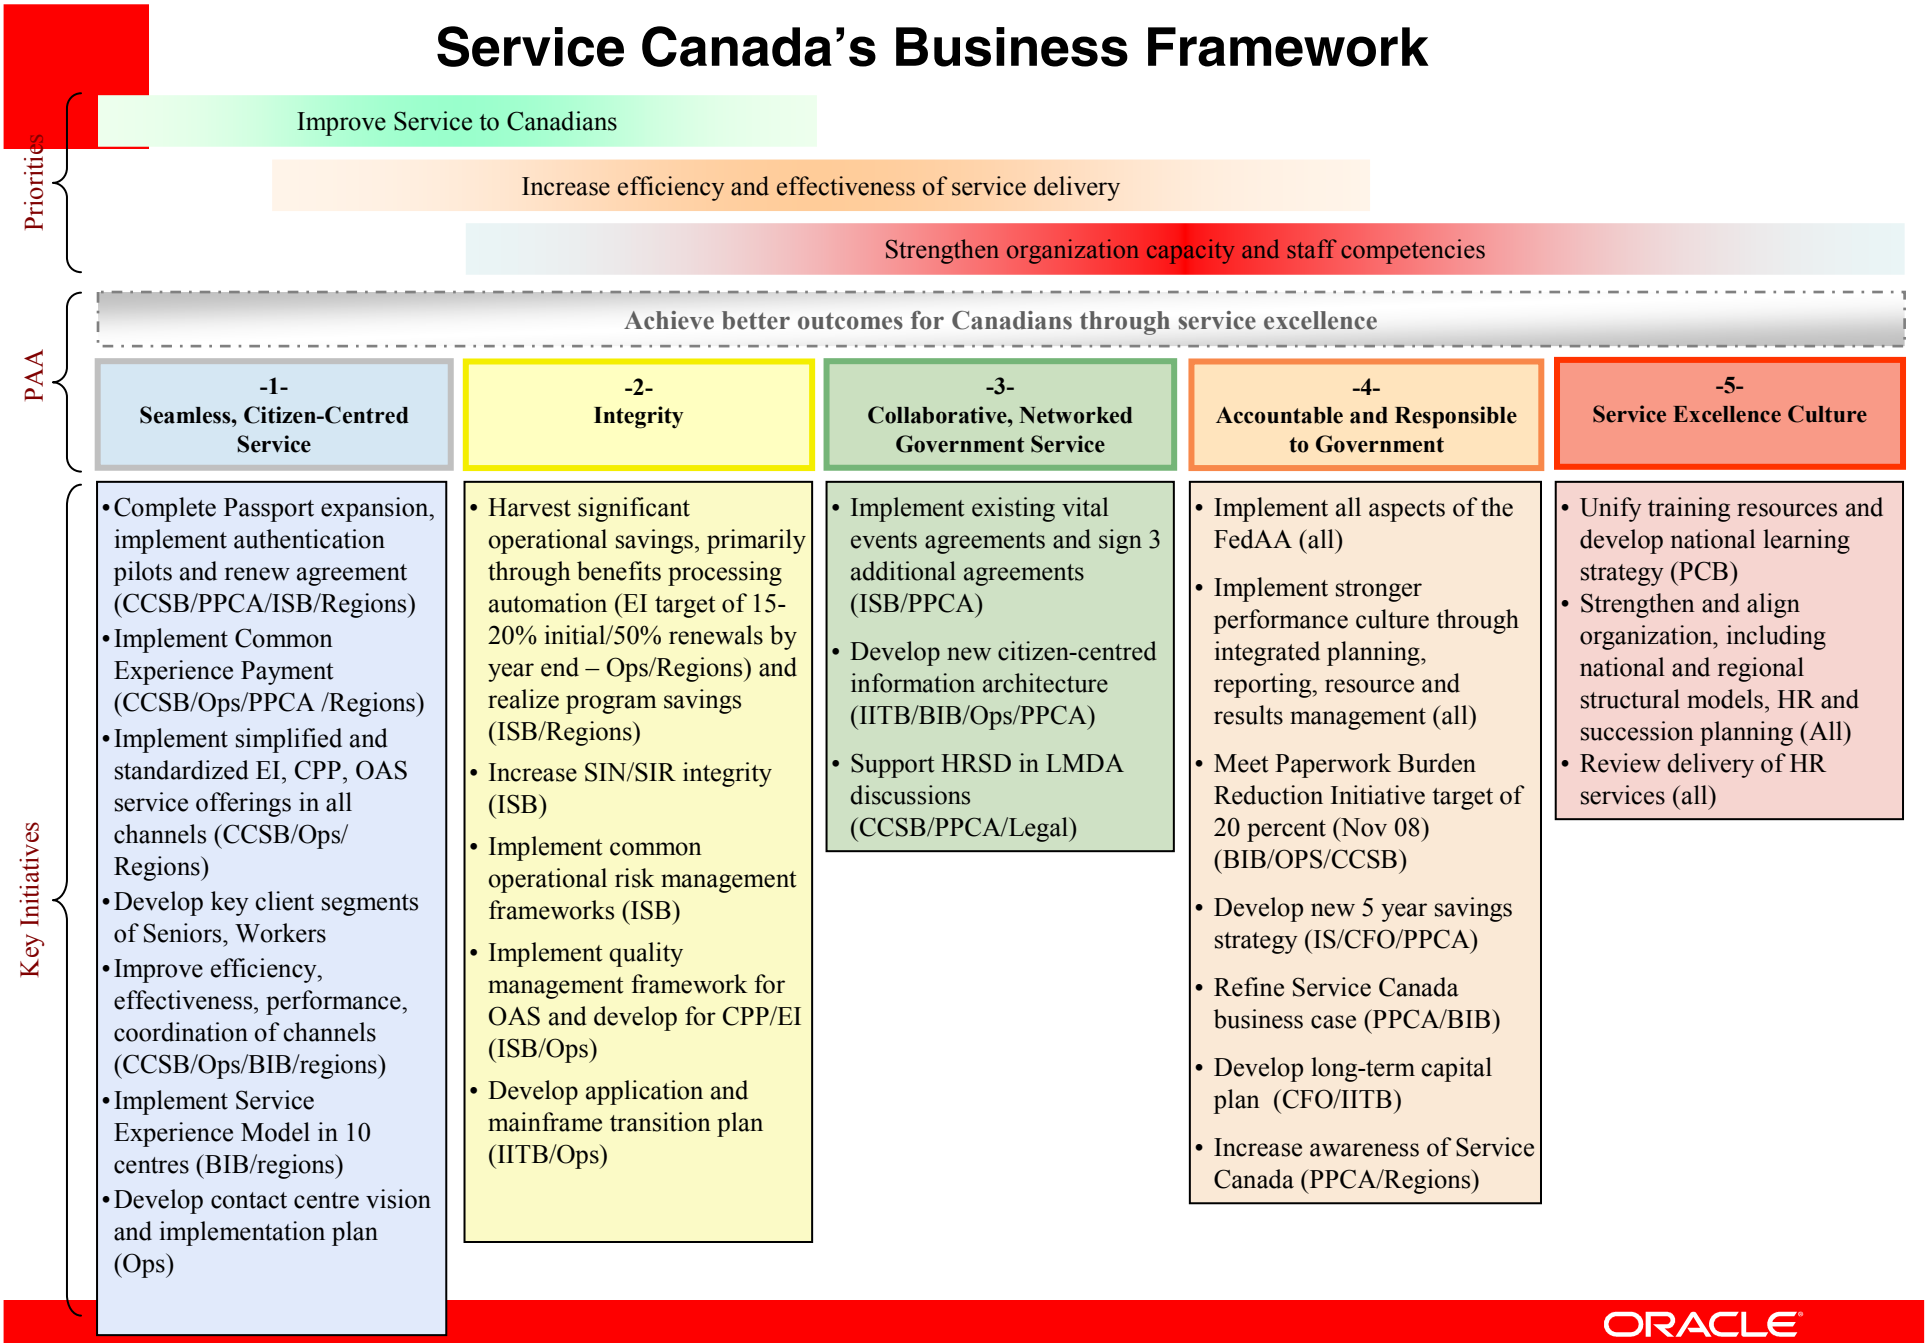 Service Canada's Business Framework
Priorities
Improve Service to Canadians
Increase efficiency and effectiveness of service delivery
Strengthen organization capacity and staff competencies
PAA
Achieve better outcomes for Canadians through service excellence
-1-
Seamless, Citizen-Centred
Service
-2-
Integrity
-3-
Collaborative, Networked
Government Service
-4-
Accountable and Responsible
to Government
-5-
Service Excellence Culture
Key Initiatives
•Complete Passport expansion,
implement authentication
pilots and renew agreement
(CCSB/PPCA/ISB/Regions)
•Implement Common
Experience Payment
(CCSB/Ops/PPCA /Regions)
•Implement simplified and
standardized EI, CPP, OAS
service offerings in all
channels (CCSB/Ops/
Regions)
•Develop key client segments
of Seniors, Workers
•Improve efficiency,
effectiveness, performance,
coordination of channels
(CCSB/Ops/BIB/regions)
•Implement Service
Experience Model in 10
centres (BIB/regions)
•Develop contact centre vision
and implementation plan
(Ops)
• Harvest significant
operational savings, primarily
through benefits processing
automation (EI target of 15-
20% initial/50% renewals by
year end – Ops/Regions) and
realize program savings
(ISB/Regions)
• Increase SIN/SIR integrity
(ISB)
• Implement common
operational risk management
frameworks (ISB)
• Implement quality
management framework for
OAS and develop for CPP/EI
(ISB/Ops)
• Develop application and
mainframe transition plan
(IITB/Ops)
• Implement existing vital
events agreements and sign 3
additional agreements
(ISB/PPCA)
• Develop new citizen-centred
information architecture
(IITB/BIB/Ops/PPCA)
• Support HRSD in LMDA
discussions
(CCSB/PPCA/Legal)
• Implement all aspects of the
FedAA (all)
• Implement stronger
performance culture through
integrated planning,
reporting, resource and
results management (all)
• Meet Paperwork Burden
Reduction Initiative target of
20 percent (Nov 08)
(BIB/OPS/CCSB)
• Develop new 5 year savings
strategy (IS/CFO/PPCA)
• Refine Service Canada
business case (PPCA/BIB)
• Develop long-term capital
plan  (CFO/IITB)
• Increase awareness of Service
Canada (PPCA/Regions)
• Unify training resources and
develop national learning
strategy (PCB)
• Strengthen and align
organization, including
national and regional
structural models, HR and
succession planning (All)
• Review delivery of HR
services (all)
ORACLE